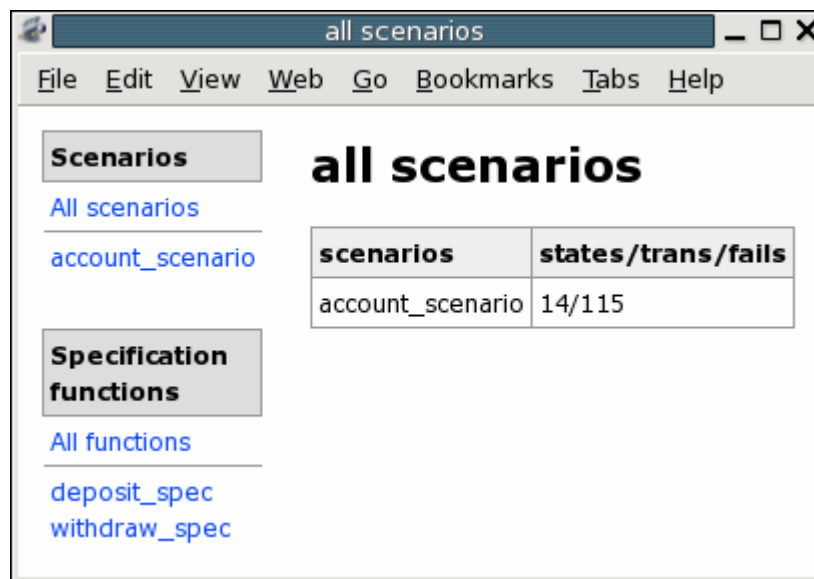 all scenarios
File Edit View Web Go Bookmarks Tabs Help
Scenarios
All scenarios
account_scenario
Specification
functions
All functions
deposit_spec
withdraw_spec
all scenarios
scenarios states/trans/fails
account_scenario 14/115